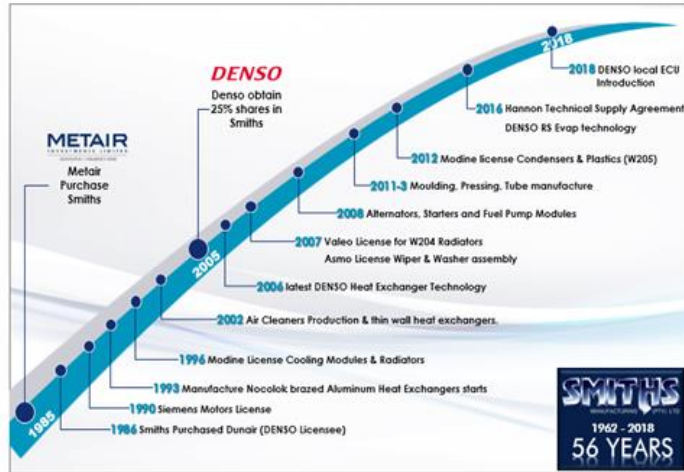 2018
2018 DENSO local ECU
Introduction
DENSO
Denso obtain
25% shares in
Smiths
2016 Hannon Technical Supply Agreement
DENSO RS Evap technology
METAIR
INVESTMENTS LIMITED
Metair
Purchase
Smiths
2012 Modine license Condensers & Plastics (W205)
2011-3 Moulding, Pressing, Tube manufacture
2008 Alternators, Starters and Fuel Pump Modules
2005
2007 Valeo License for W204 Radiators
Asmo License Wiper & Washer assembly
2006 latest DENSO Heat Exchanger Technology
2002 Air Cleaners Production & thin wall heat exchangers.
1996 Modine License Cooling Modules & Radiators
1993 Manufacture Nocolok brazed Aluminum Heat Exchangers starts
1990 Siemens Motors License
1985
1986 Smiths Purchased Dunair (DENSO Licensee)
SMITHS
MANUFACTURING (PTY) LTD
1962 - 2018
56 YEARS